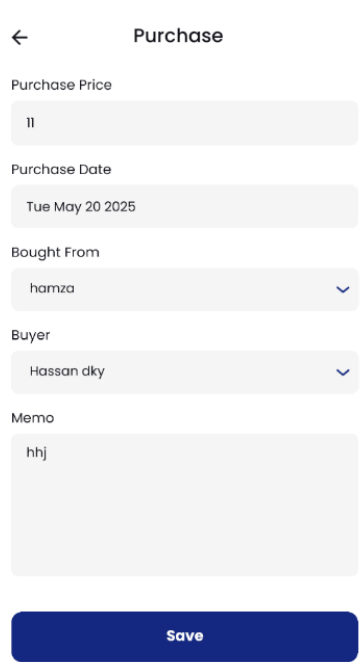 Purchase
Purchase Price
11
Purchase Date
Tue May 20 2025
Bought From
hamza
Buyer
Hassan dky
Memo
hhj
Save